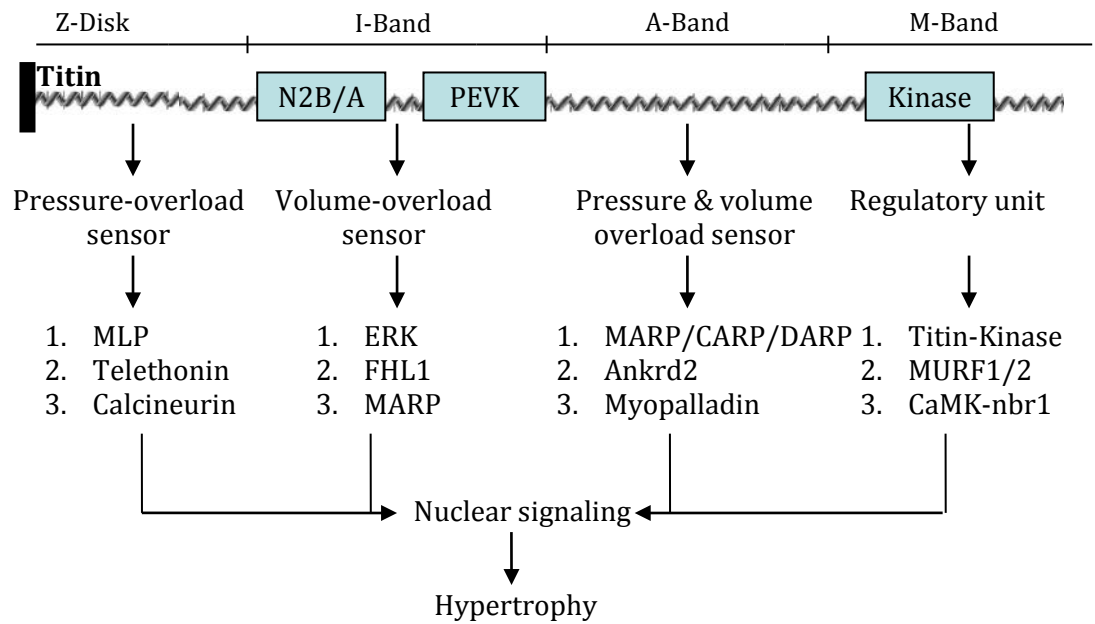 Z-Disk I-Band A-Band M-Band
Titin
N2B/A PEVK Kinase
Pressure-overload sensor
Volume-overload sensor
Pressure & volume overload sensor
Regulatory unit
1. MLP
2. Telethonin
3. Calcineurin
1. ERK
2. FHL1
3. MARP
1. MARP/CARP/DARP
2. Ankrd2
3. Myopalladin
1. Titin-Kinase
2. MURF1/2
3. CaMK-nbr1
Nuclear signaling
Hypertrophy